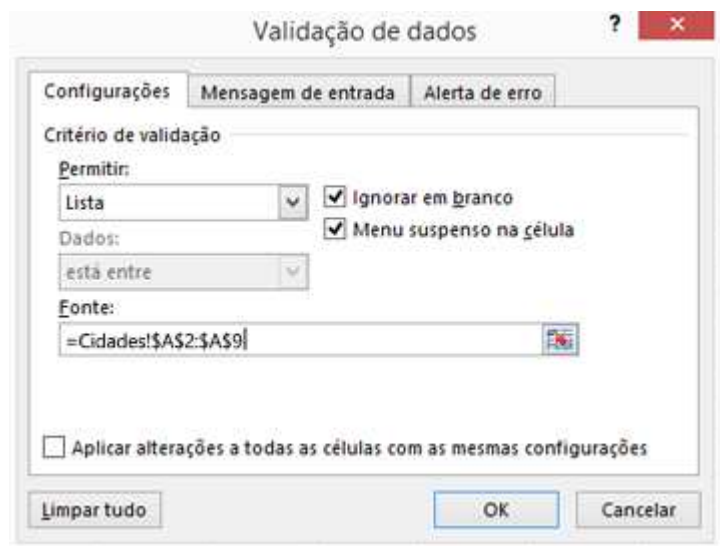 Validação de dados ? ×
Configurações Mensagem de entrada Alerta de erro
Critério de validação
Permitir:
Lista
Ignorar em branco
Menu suspenso na célula
Dados:
está entre
Fonte:
=Cidades!$A$2:$A$9
Aplicar alterações a todas as células com as mesmas configurações
Limpar tudo OK Cancelar